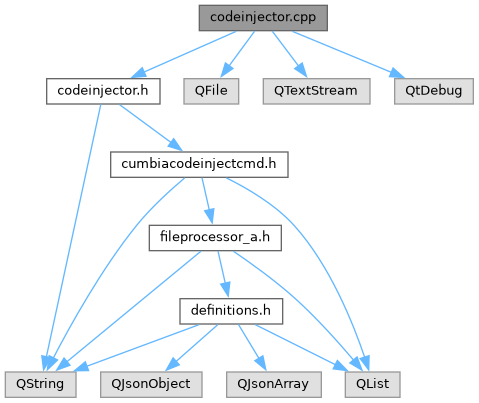 codeinjector.cpp
codeinjector.h
QFile
QTextStream
QtDebug
cumbiacodeinjectcmd.h
fileprocessor_a.h
definitions.h
QString
QJsonObject
QJsonArray
QList